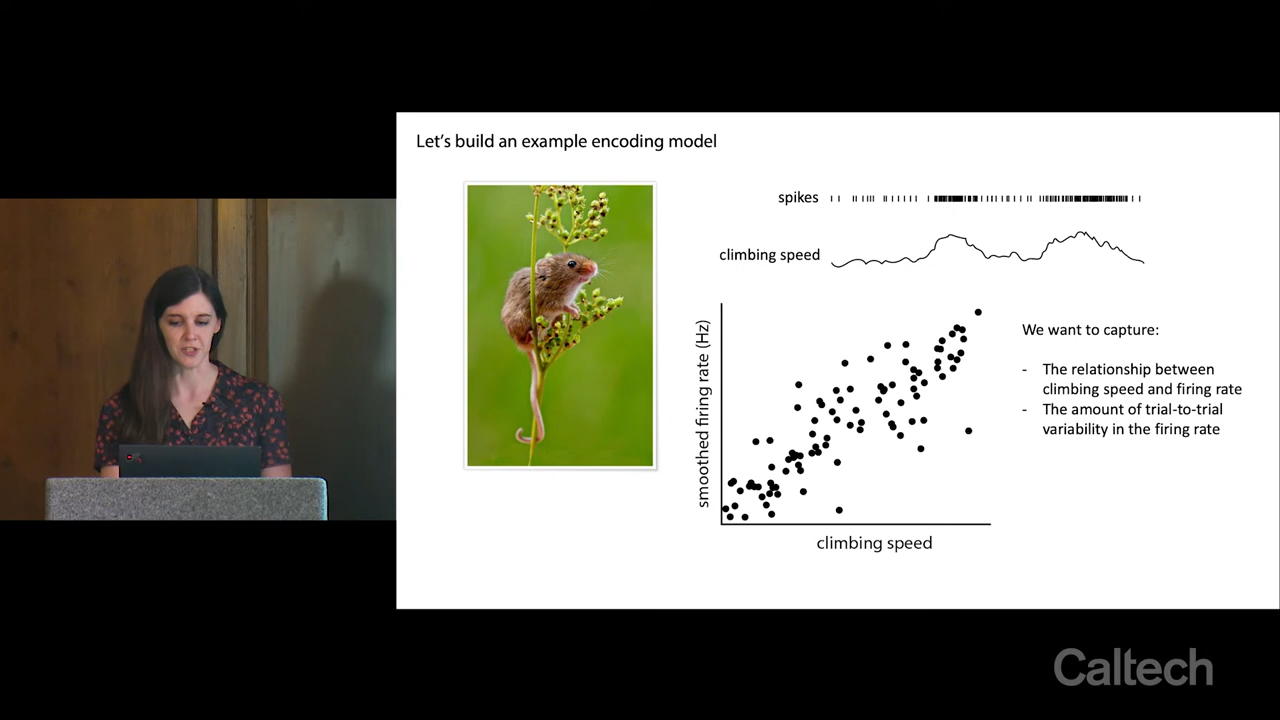 Let's build an example encoding model
spikes
climbing speed
smoothed firing rate (Hz)
climbing speed
We want to capture:
- The relationship between
climbing speed and firing rate
- The amount of trial-to-trial
variability in the firing rate
Caltech